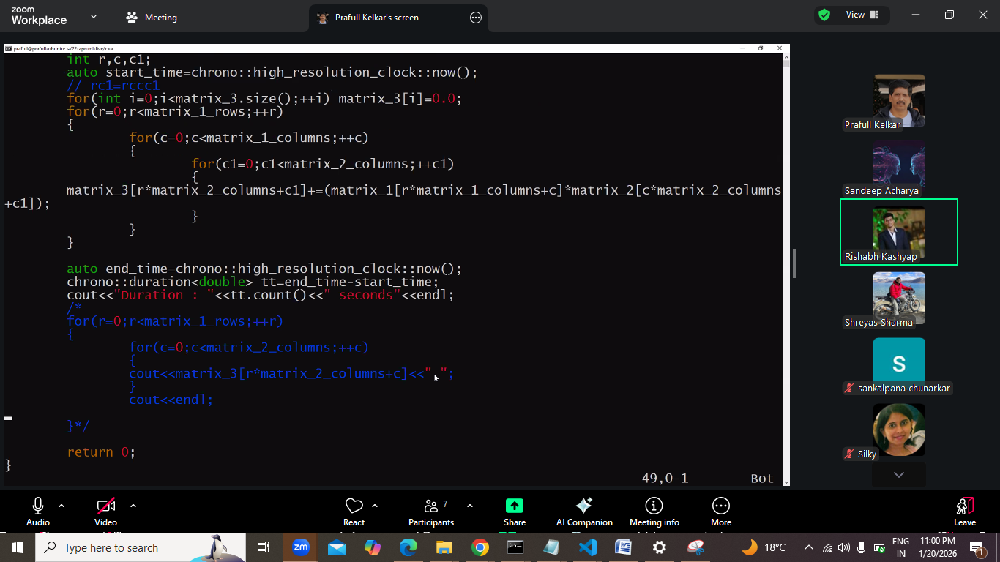 zoom
Workplace
Meeting
Prafull Kelkar's screen
View
prafull@prafull-ubuntu: ~/22-apr-ml-live/c++
int r,c,c1;
auto start_time=chrono::high_resolution_clock::now();
// rc1=rccc1
for(int i=0;i<matrix_3.size();++i) matrix_3[i]=0.0;
for(r=0;r<matrix_1_rows;++r)
{
for(c=0;c<matrix_1_columns;++c)
{
for(c1=0;c1<matrix_2_columns;++c1)
{
matrix_3[r*matrix_2_columns+c1]+=(matrix_1[r*matrix_1_columns+c]*matrix_2[c*matrix_2_columns
+c1]);
}
}
}
auto end_time=chrono::high_resolution_clock::now();
chrono::duration<double> tt=end_time-start_time;
cout<<"Duration : "<<tt.count()<<" seconds"<<endl;
/*
for(r=0;r<matrix_1_rows;++r)
{
for(c=0;c<matrix_2_columns;++c)
{
cout<<matrix_3[r*matrix_2_columns+c]<<" ";
}
cout<<endl;
}*/
return 0;
}
49,0-1 Bot
Prafull Kelkar
Sandeep Acharya
Rishabh Kashyap
Shreyas Sharma
S
sankalpana chunarkar
Silky
Audio
Video
React
7
Participants
Share
AI Companion
Meeting info
More
Leave
Type here to search
zm
18°C
ENG
IN
11:00 PM
1/20/2026
1